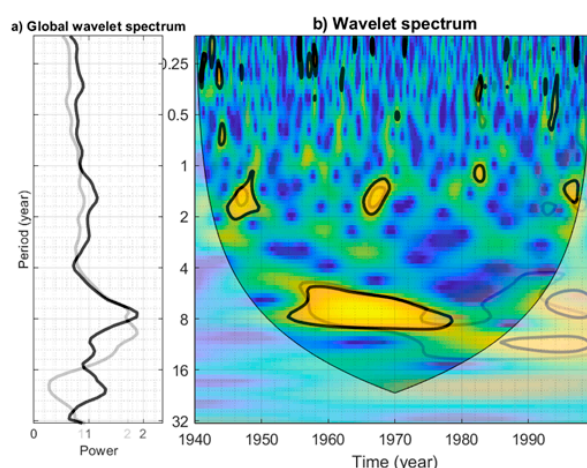 a) Global wavelet spectrum
b) Wavelet spectrum
0.25
0.5
1
2
4
8
16
32
Period (year)
0 1 1 2 2
Power
1940 1950 1960 1970 1980 1990
Time (year)